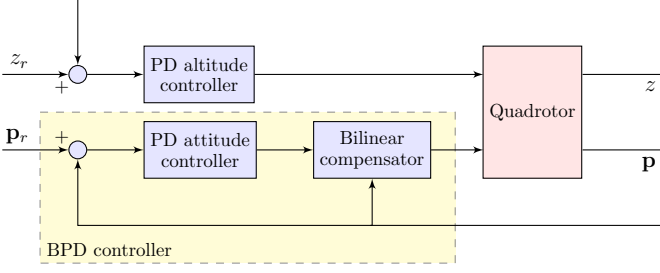 z_r
+
PD altitude
controller
Quadrotor
z
p_r
+
PD attitude
controller
Bilinear
compensator
p
BPD controller